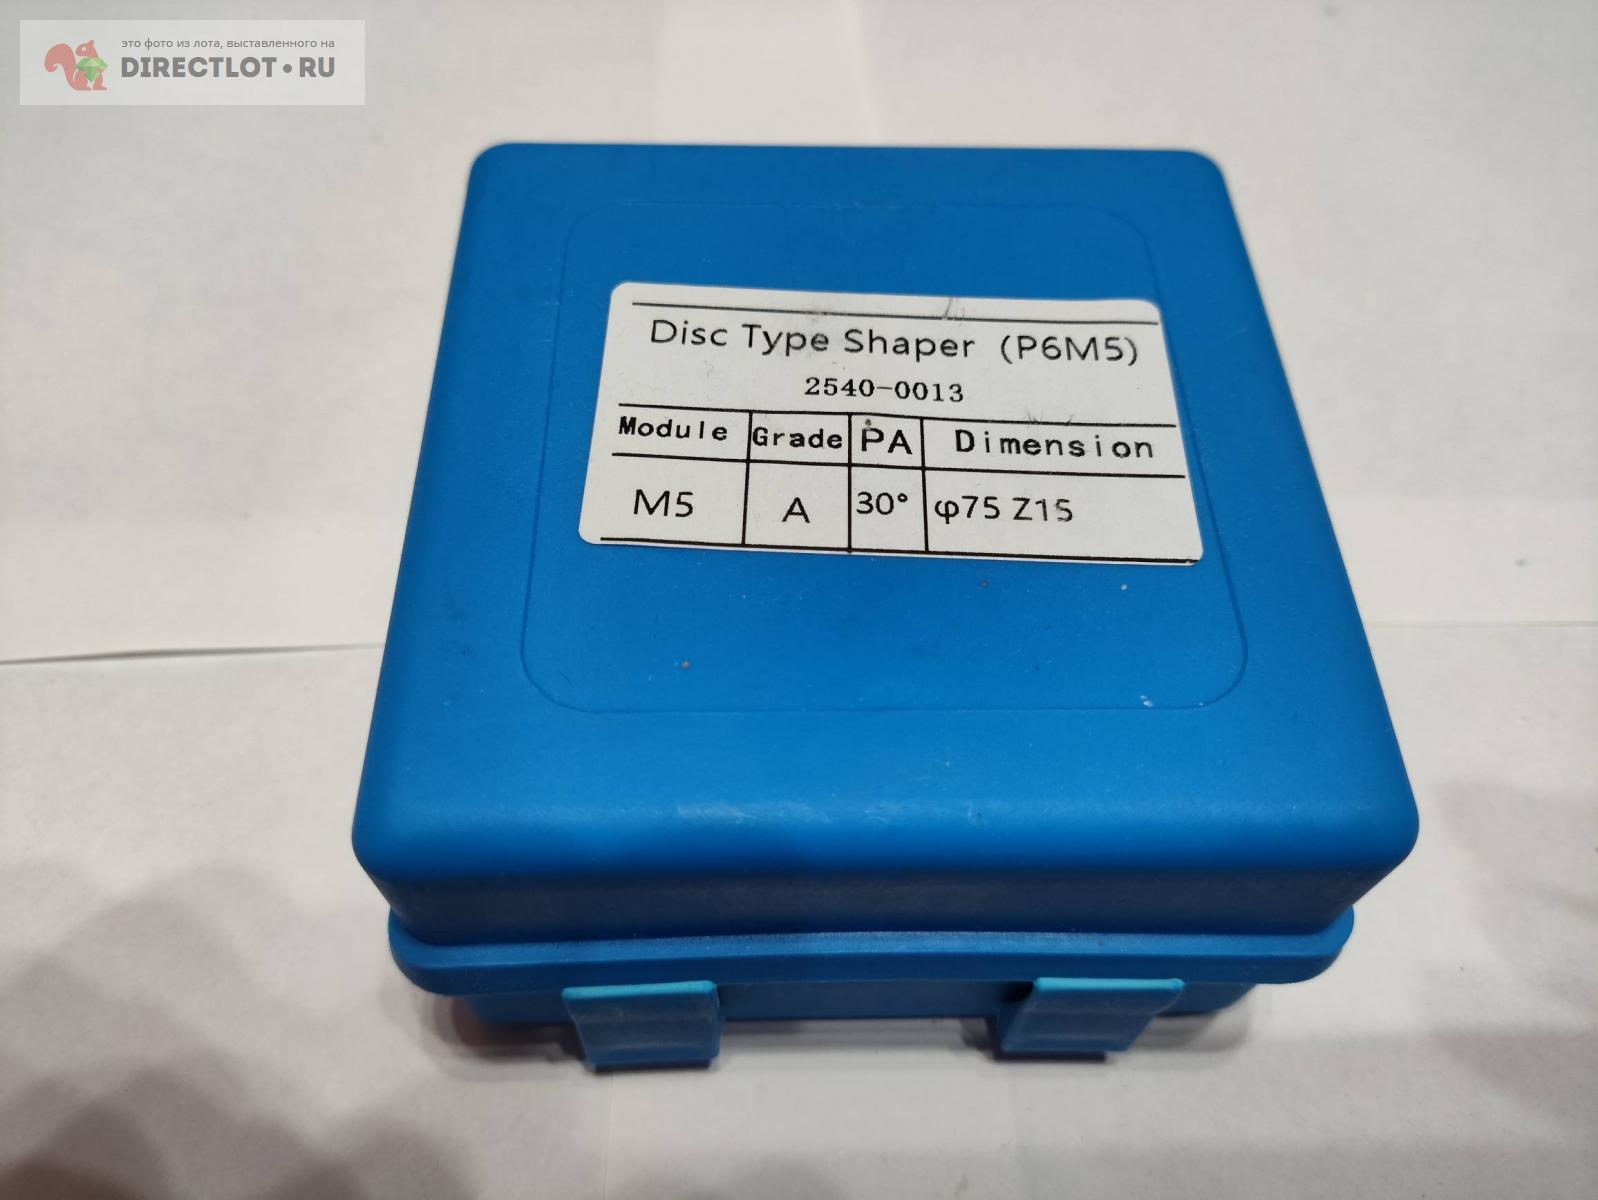 это фото из лота, выставленного на
DIRECTLOT•RU
Disc Type Shaper (P6M5)
2540-0013
Module Grade PA Dimension
M5 A 30° φ75 Z15